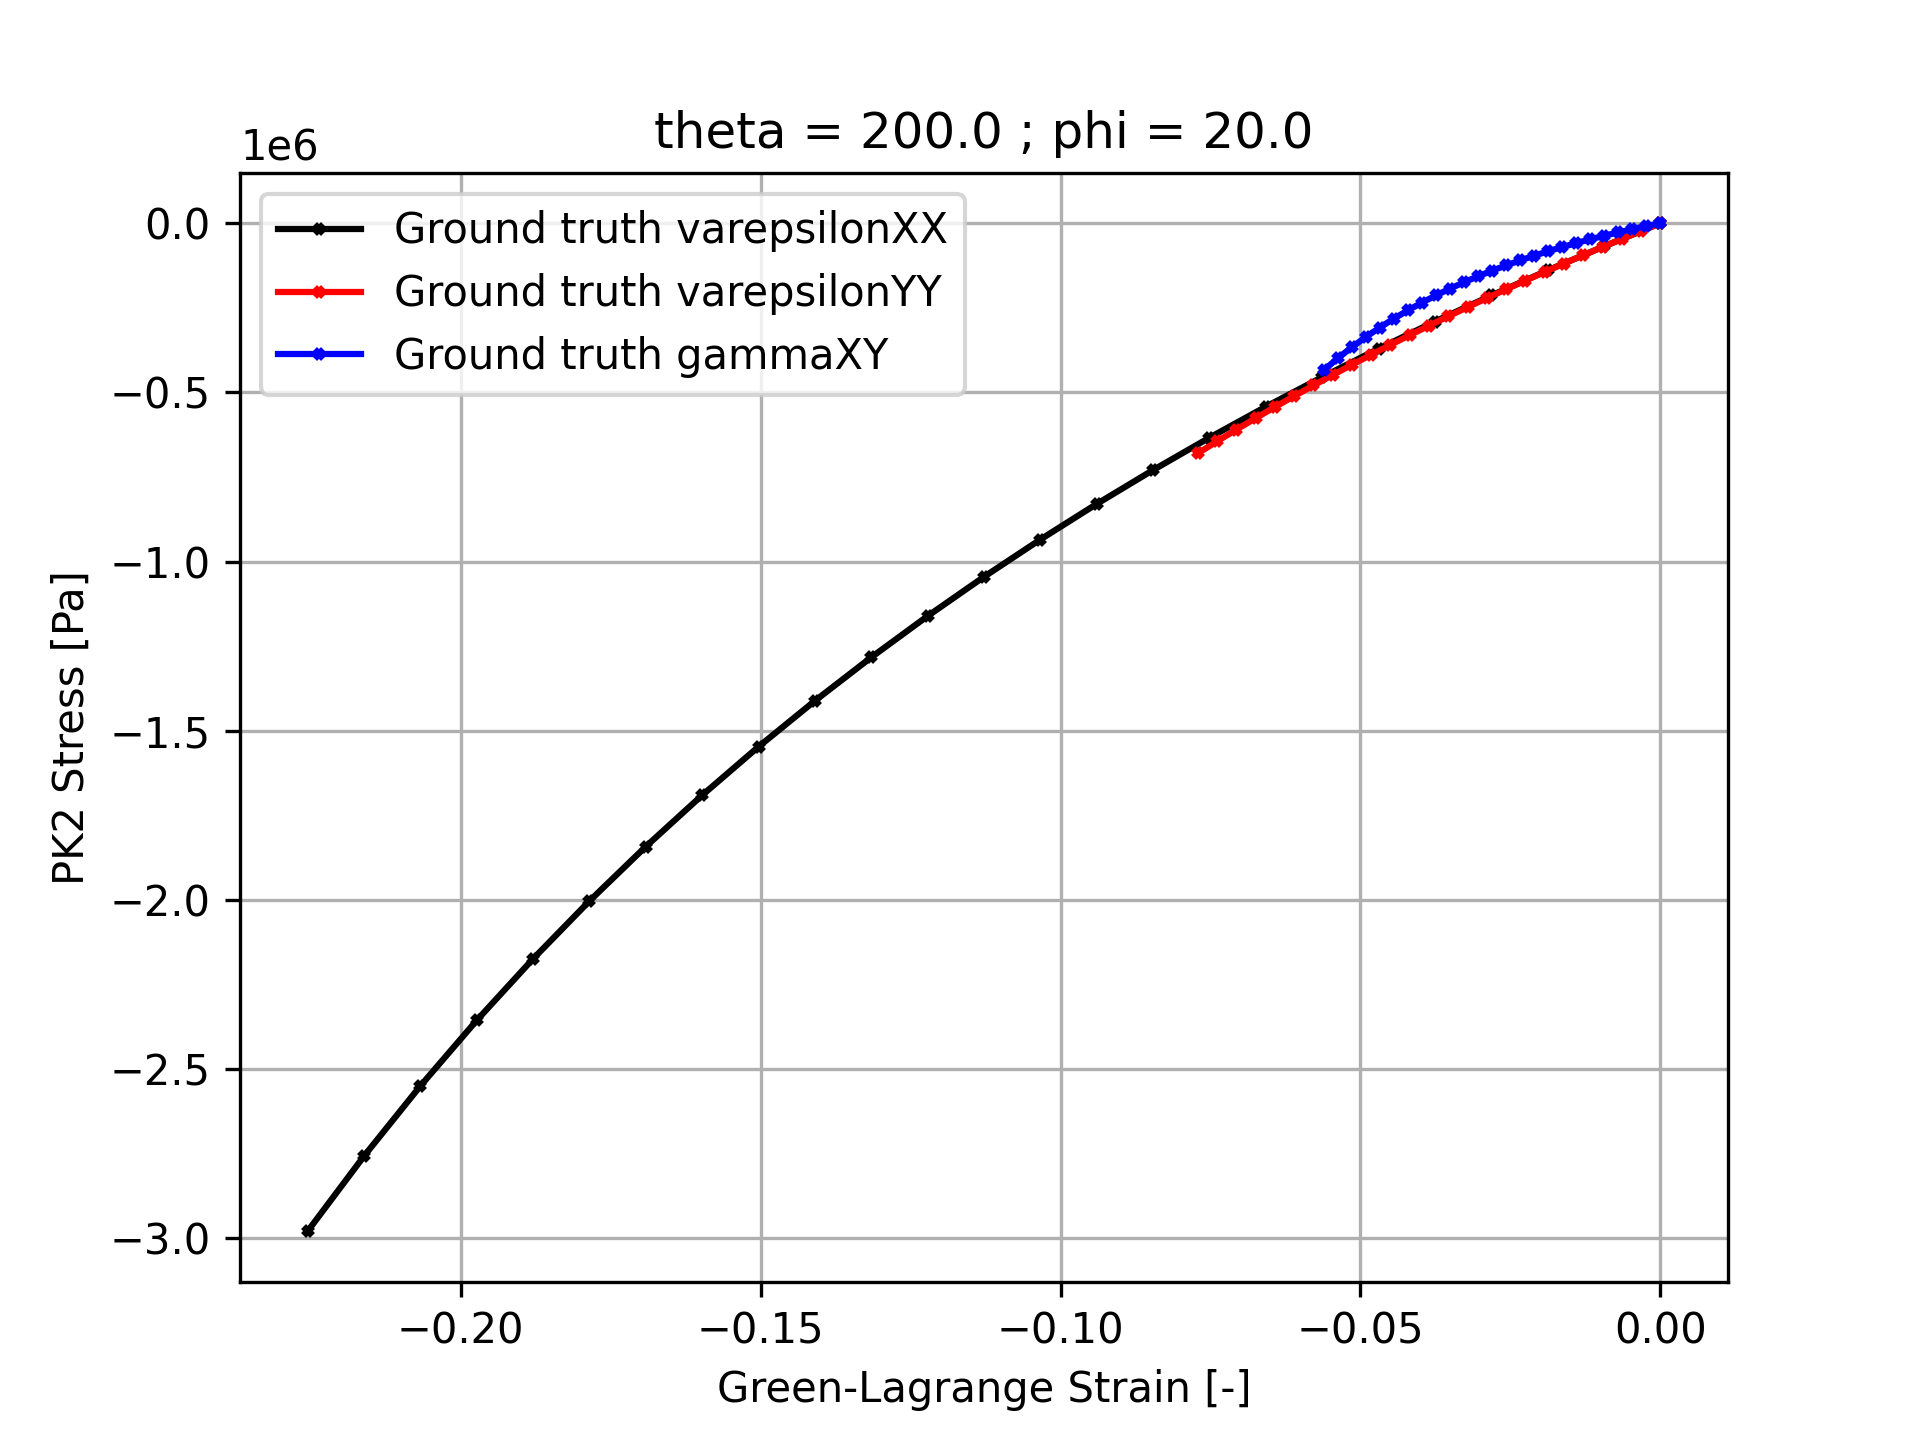 theta = 200.0 ; phi = 20.0
1e6
Ground truth varepsilonXX
Ground truth varepsilonYY
Ground truth gammaXY
0.0
−0.5
−1.0
−1.5
−2.0
−2.5
−3.0
PK2 Stress [Pa]
−0.20
−0.15
−0.10
−0.05
0.00
Green-Lagrange Strain [-]